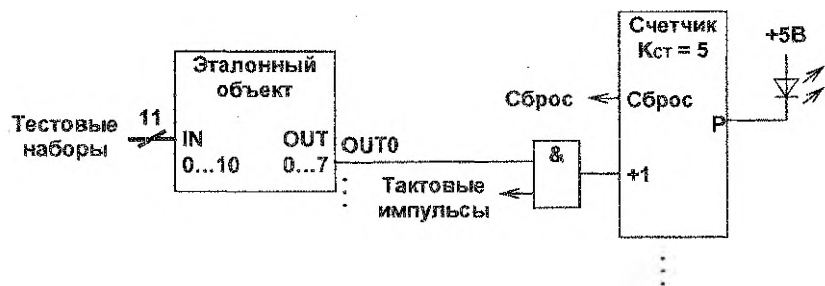 Тестовые
наборы
11
Эталонный
объект
IN
0...10
OUT
0...7
OUT0
Тактовые
импульсы
&
Сброс
Счетчик
Кст = 5
Сброс
+1
P
+5В